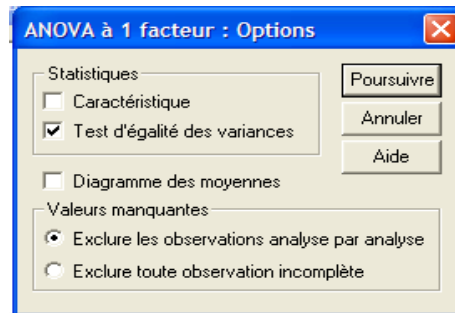 ANOVA à 1 facteur : Options
Statistiques
Caractéristique
Test d'égalité des variances
Diagramme des moyennes
Valeurs manquantes
Exclure les observations analyse par analyse
Exclure toute observation incomplète
Poursuivre
Annuler
Aide